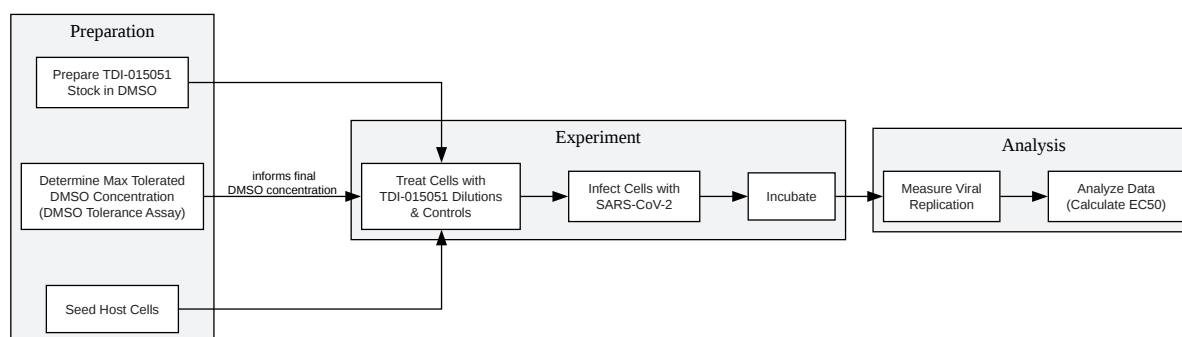 Preparation
Prepare TDI-015051
Stock in DMSO
Determine Max Tolerated
DMSO Concentration
(DMSO Tolerance Assay)
Seed Host Cells
informs final
DMSO concentration
Experiment
Treat Cells with
TDI-015051 Dilutions
& Controls
Infect Cells with
SARS-CoV-2
Incubate
Analysis
Measure Viral
Replication
Analyze Data
(Calculate EC50)